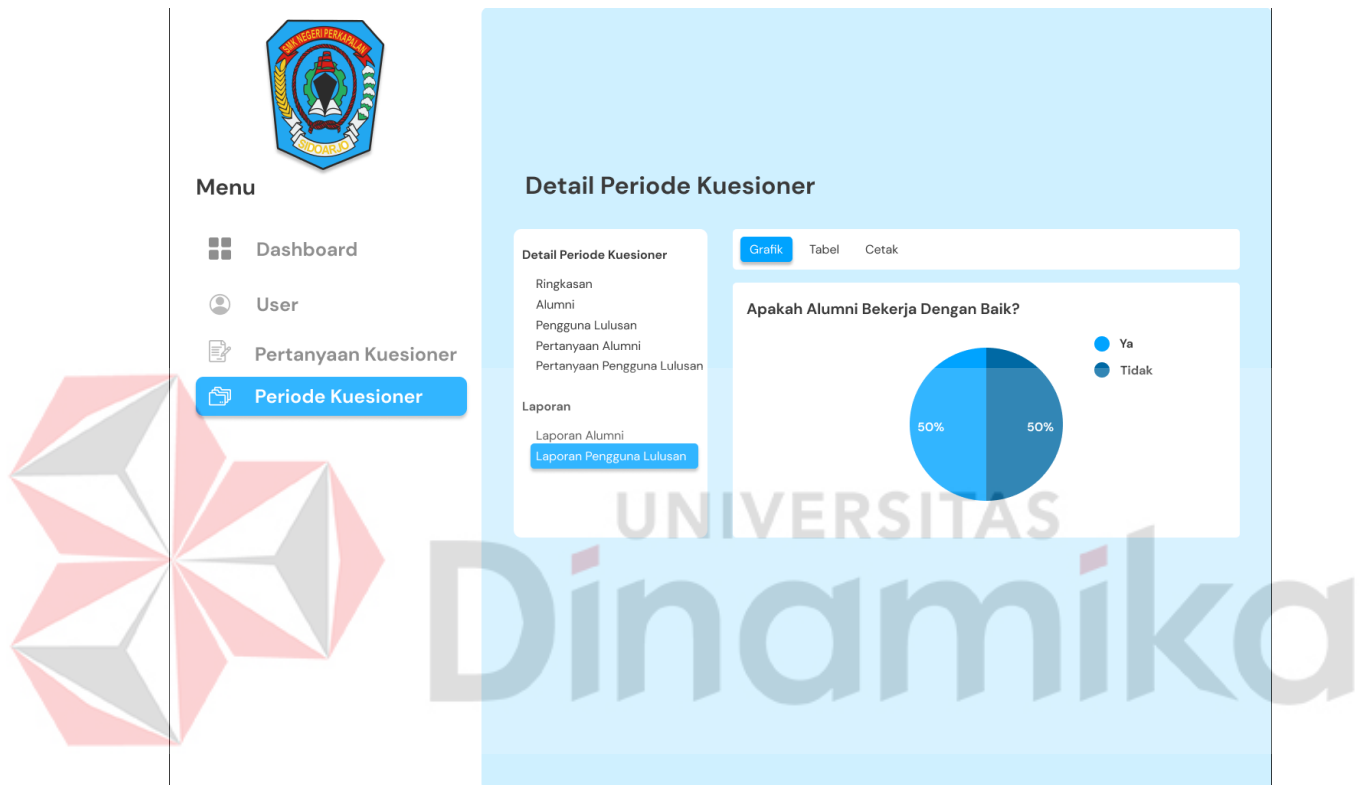 SMK NEGERI PERKAPALAN
SIDOARJO
Menu
Dashboard
User
Pertanyaan Kuesioner
Periode Kuesioner
Detail Periode Kuesioner
Detail Periode Kuesioner
Ringkasan
Alumni
Pengguna Lulusan
Pertanyaan Alumni
Pertanyaan Pengguna Lulusan
Laporan
Laporan Alumni
Laporan Pengguna Lulusan
Grafik Tabel Cetak
Apakah Alumni Bekerja Dengan Baik?
Ya
Tidak
50% 50%
UNIVERSITAS
Dinamika